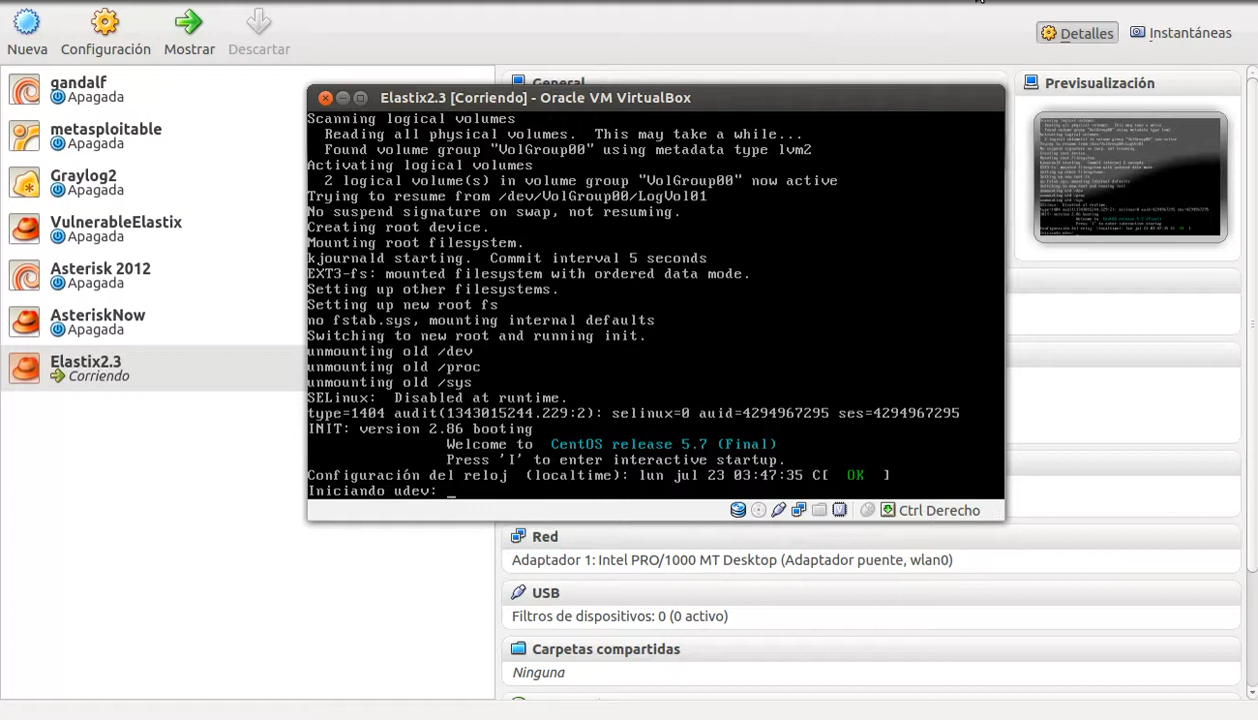 Nueva
Configuración
Mostrar
Descartar
Detalles
Instantáneas
gandalf
Apagada
metasploitable
Apagada
Graylog2
Apagada
VulnerableElastix
Apagada
Asterisk 2012
Apagada
AsteriskNow
Apagada
Elastix2.3
Corriendo
General
Previsualización
Elastix2.3 [Corriendo] - Oracle VM VirtualBox
Scanning logical volumes
Reading all physical volumes. This may take a while...
Found volume group "VolGroup00" using metadata type lvm2
Activating logical volumes
2 logical volume(s) in volume group "VolGroup00" now active
Trying to resume from /dev/VolGroup00/LogVol01
No suspend signature on swap, not resuming.
Creating root device.
Mounting root filesystem.
kjournald starting. Commit interval 5 seconds
EXT3-fs: mounted filesystem with ordered data mode.
Setting up other filesystems.
Setting up new root fs
no fstab.sys, mounting internal defaults
Switching to new root and running init.
unmounting old /dev
unmounting old /proc
unmounting old /sys
SELinux: Disabled at runtime.
type=1404 audit(1343015244.229:2): selinux=0 auid=4294967295 ses=4294967295
INIT: version 2.86 booting
Welcome to CentOS release 5.7 (Final)
Press 'I' to enter interactive startup.
Configuración del reloj (localtime): lun jul 23 03:47:35 C[ OK ]
Iniciando udev: _
Ctrl Derecho
Red
Adaptador 1: Intel PRO/1000 MT Desktop (Adaptador puente, wlan0)
USB
Filtros de dispositivos: 0 (0 activo)
Carpetas compartidas
Ninguna